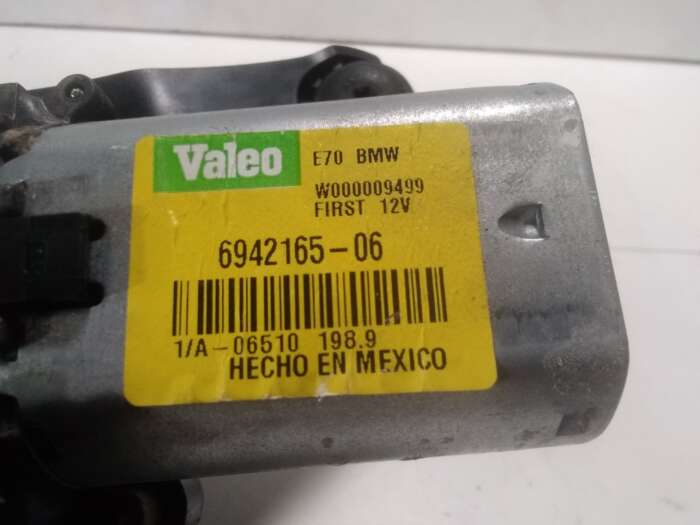 Valeo
E70 BMW
W000009499
FIRST 12V
6942165-06
1/A-06510 198.9
HECHO EN MEXICO